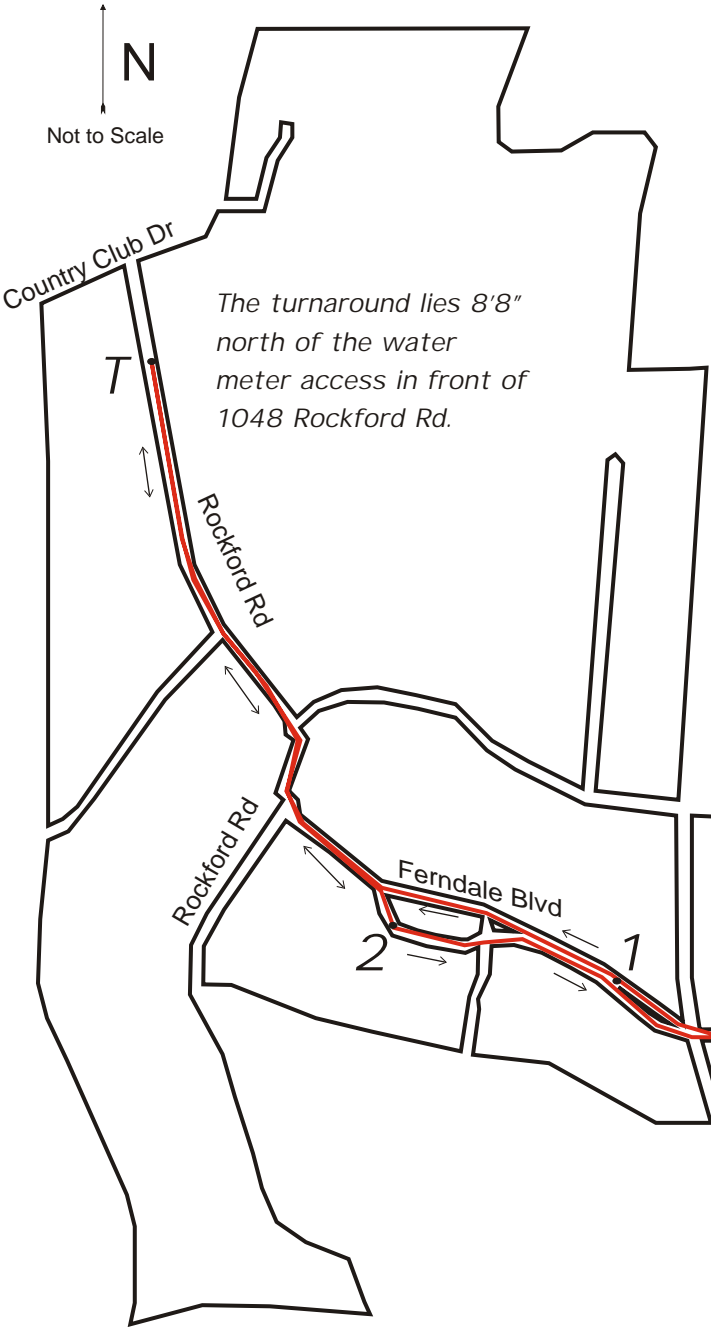 N
Not to Scale
Country Club Dr
The turnaround lies 8'8"
north of the water
meter access in front of
1048 Rockford Rd.
T
Rockford Rd
Rockford Rd
Ferndale Blvd
1
2